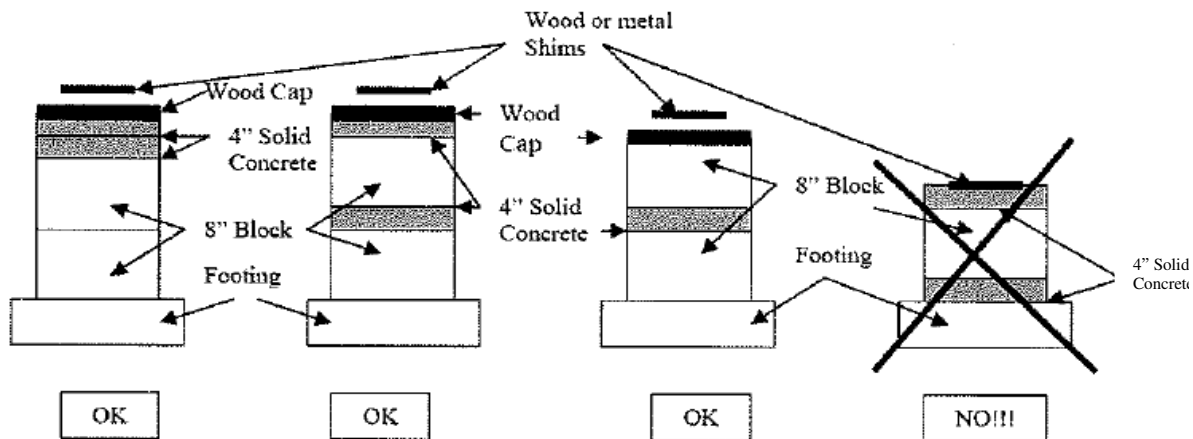 Wood or metal
Shims
Wood Cap
4” Solid
Concrete
8” Block
Footing
Wood
Cap
4” Solid
Concrete
8” Block
Footing
4” Solid
Concrete
OK
OK
OK
NO!!!